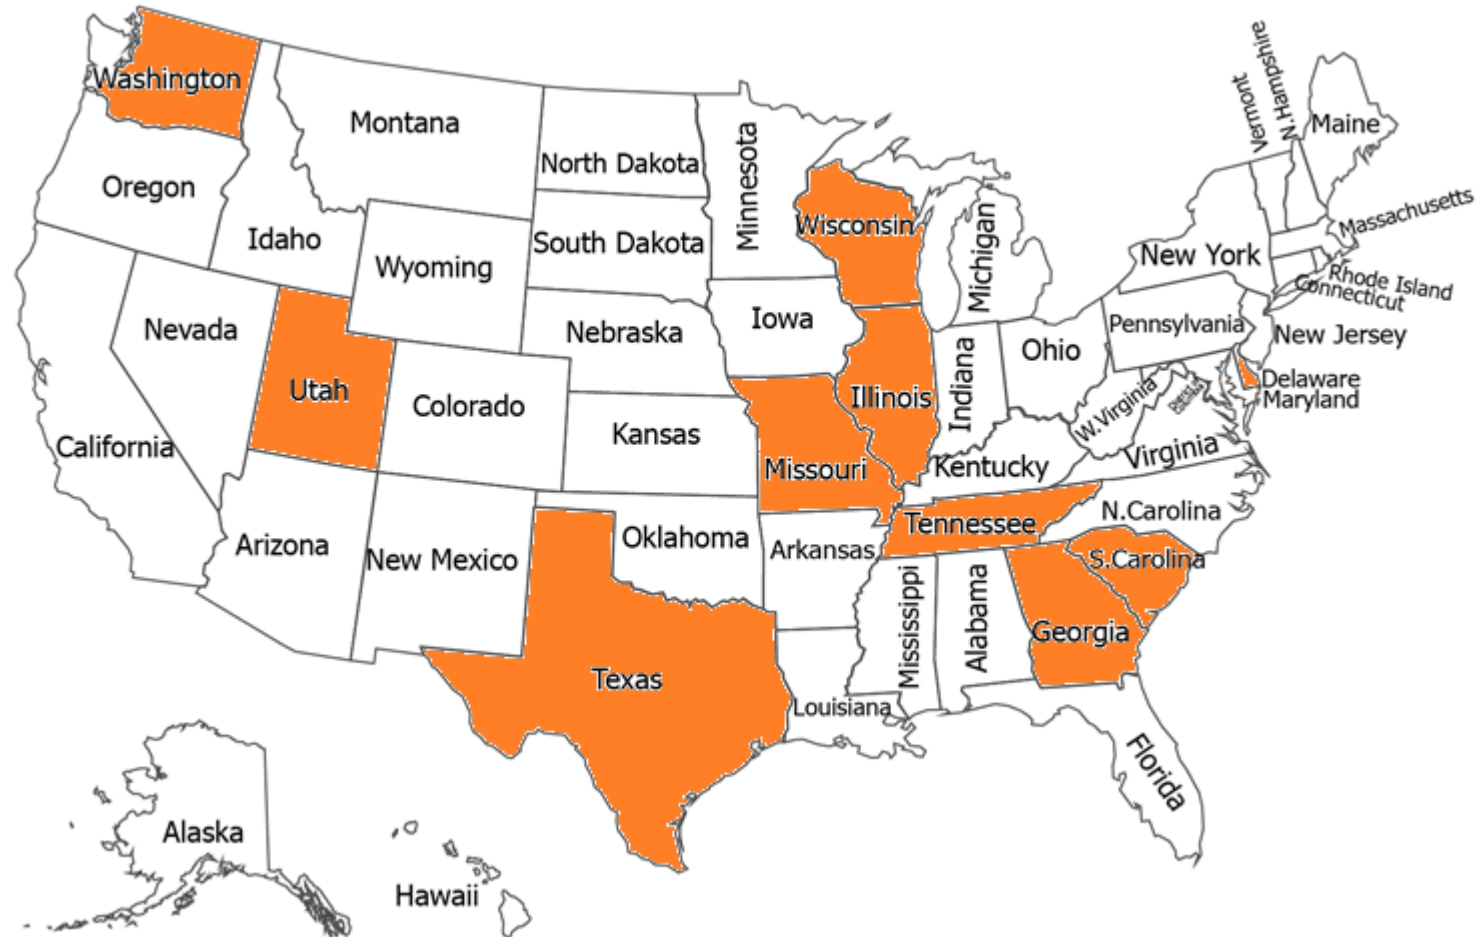 Washington
Montana
North Dakota
Minnesota
Vermont
N.Hampshire
Maine
Oregon
Idaho
Wyoming
South Dakota
Wisconsin
Michigan
New York
Massachusetts
Rhode Island
Connecticut
Nevada
Nebraska
Iowa
Pennsylvania
New Jersey
Utah
Colorado
Kansas
Missouri
Illinois
Indiana
Ohio
W.Virginia
Delaware
Maryland
California
Kentucky
Virginia
Arizona
New Mexico
Oklahoma
Arkansas
Tennessee
N.Carolina
S.Carolina
Texas
Louisiana
Mississippi
Alabama
Georgia
Florida
Alaska
Hawaii